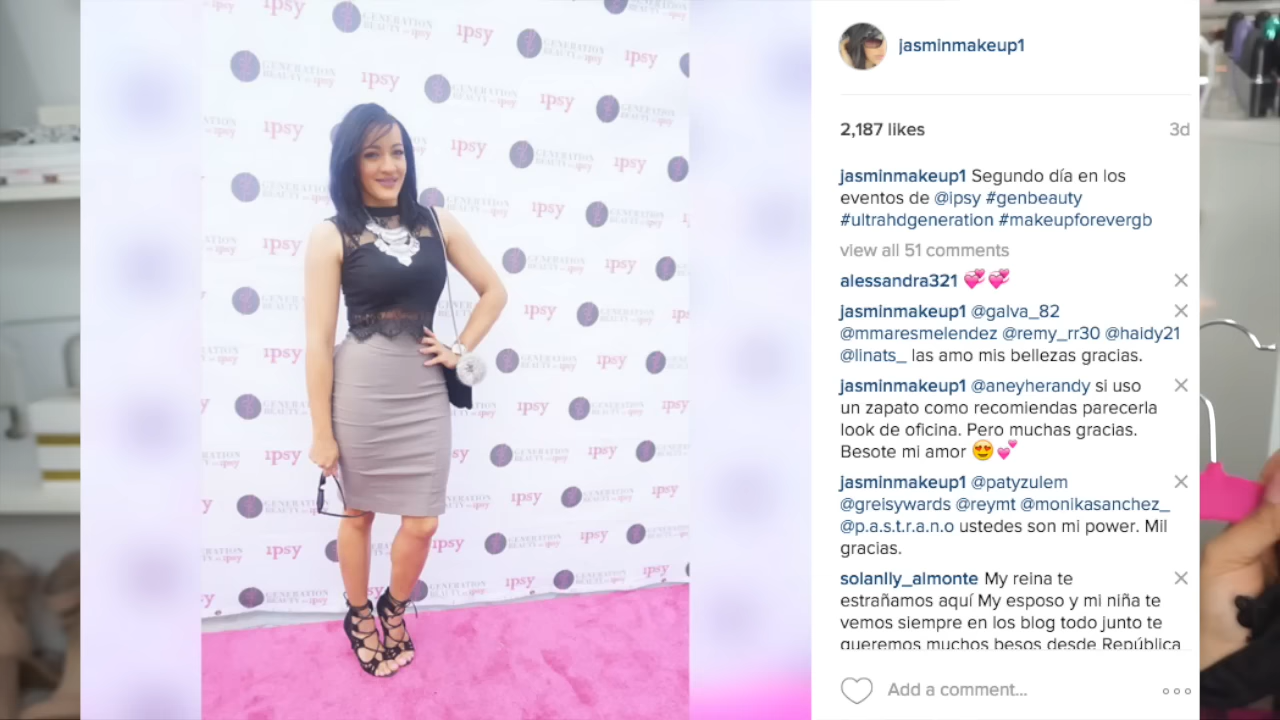 ipsy
GENERATION
BEAUTY by ipsy
jasminmakeup1
2,187 likes
3d
jasminmakeup1 Segundo día en los
eventos de @ipsy #genbeauty
#ultrahdgeneration #makeupforevergb
view all 51 comments
alessandra321 💞💞
jasminmakeup1 @galva_82
@mmaresmelendez @remy_rr30 @haidy21
@linats_ las amo mis bellezas gracias.
jasminmakeup1 @aneyherandy si uso
un zapato como recomiendas parecerla
look de oficina. Pero muchas gracias.
Besote mi amor 😍💕
jasminmakeup1 @patyzulem
@greisywards @reymt @monikasanchez_
@p.a.s.t.r.a.n.o ustedes son mi power. Mil
gracias.
solanlly_almonte My reina te
estrañamos aquí My esposo y mi niña te
vemos siempre en los blog todo junto te
queremos muchos besos desde República
Add a comment...